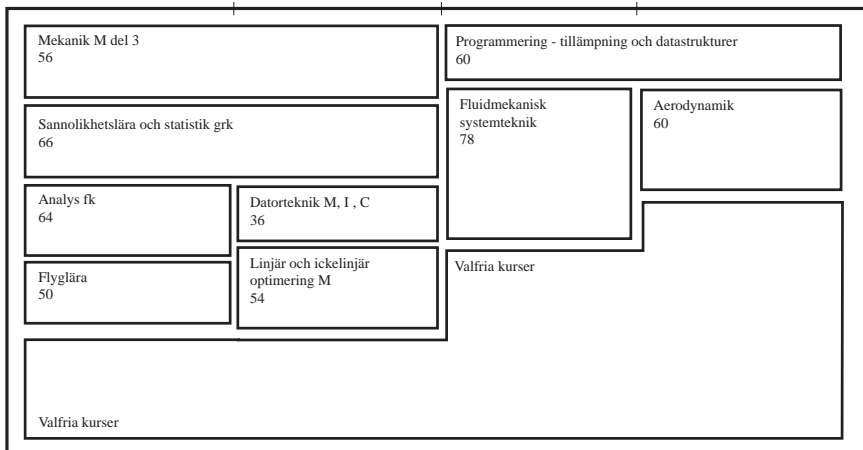 Mekanik M del 3
56
Programmering - tillämpning och datastrukturer
60
Sannolikhetslära och statistik grk
66
Fluidmekanisk
systemteknik
78
Aerodynamik
60
Analys fk
64
Datorteknik M, I , C
36
Flyglära
50
Linjär och ickelinjär
optimering M
54
Valfria kurser
Valfria kurser